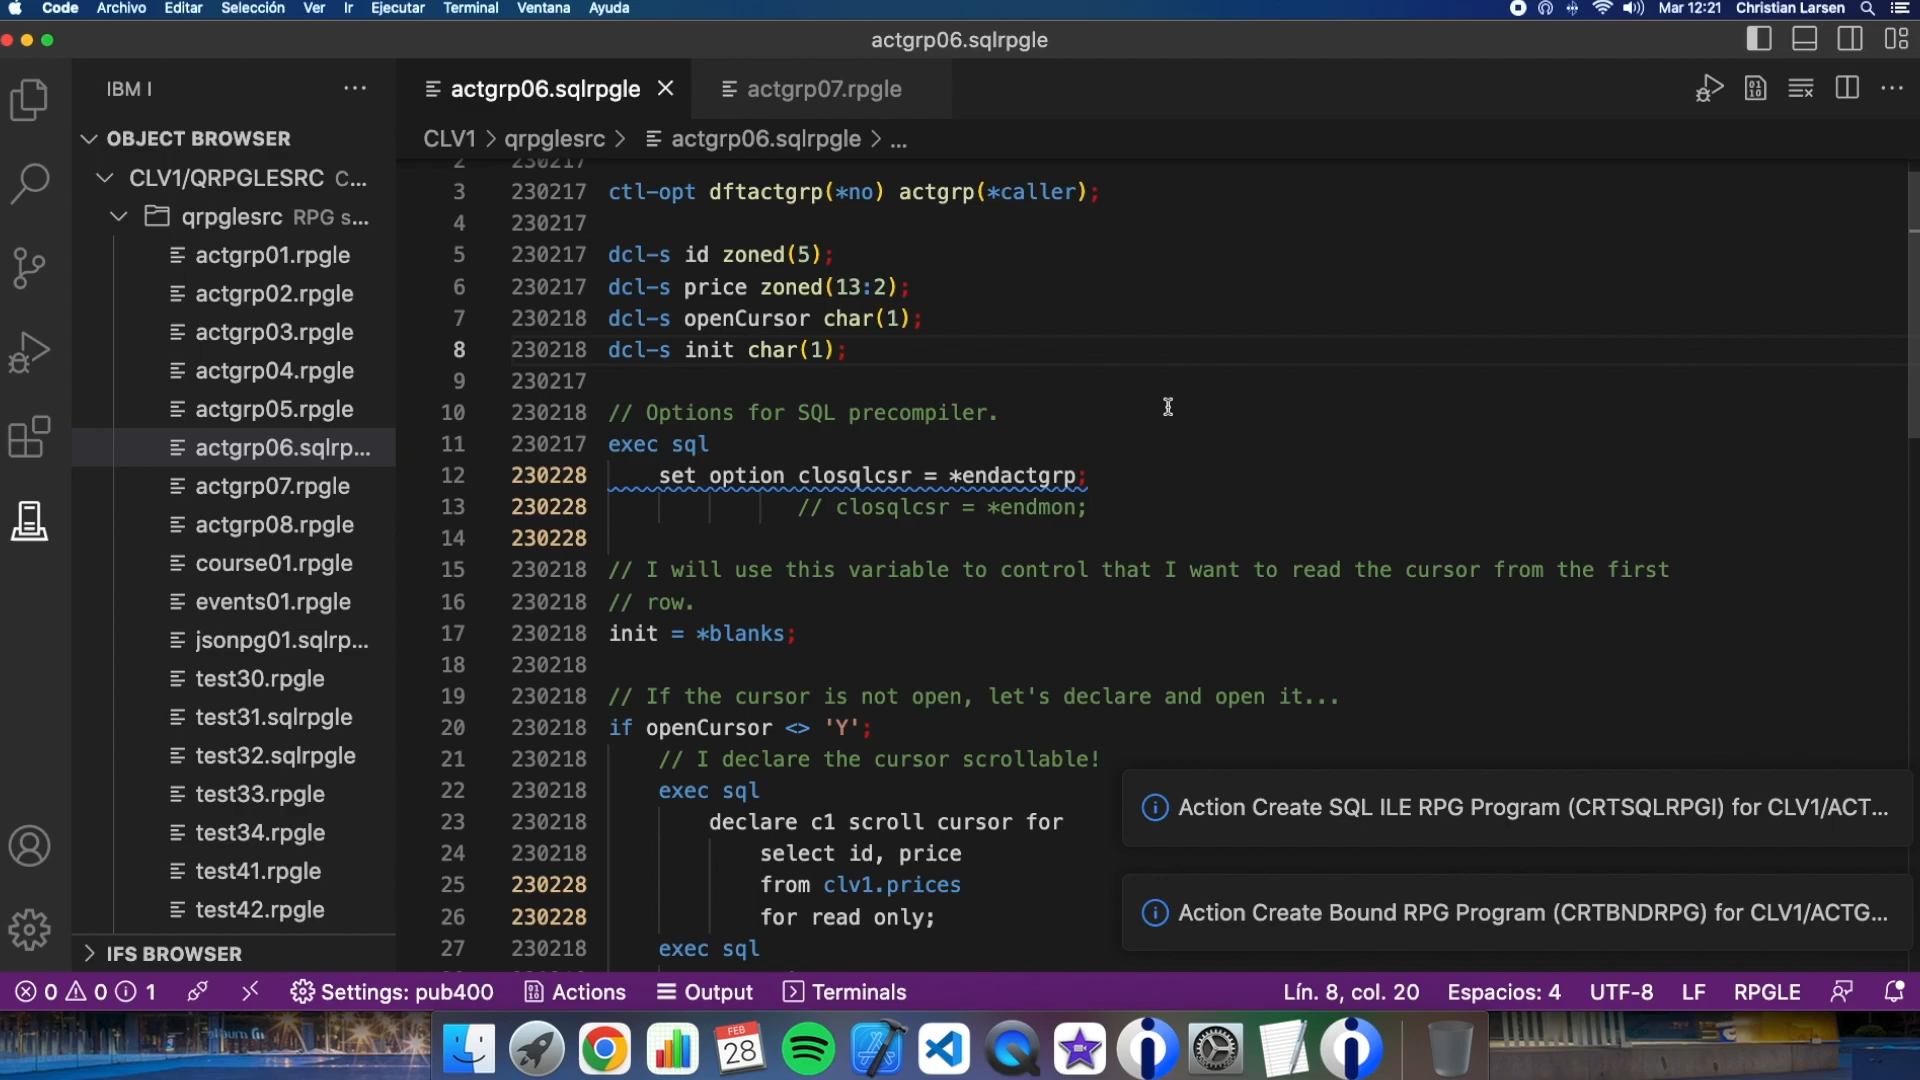 Code Archivo Editar Selección Ver Ir Ejecutar Terminal Ventana Ayuda Mar 12:21 Christian Larsen
actgrp06.sqlrpgle
IBM I ...
OBJECT BROWSER
CLV1/QRPGLESRC C...
qrpglesrc RPG s...
actgrp01.rpgle
actgrp02.rpgle
actgrp03.rpgle
actgrp04.rpgle
actgrp05.rpgle
actgrp06.sqlrp...
actgrp07.rpgle
actgrp08.rpgle
course01.rpgle
events01.rpgle
jsonpg01.sqlrp...
test30.rpgle
test31.sqlrpgle
test32.sqlrpgle
test33.rpgle
test34.rpgle
test41.rpgle
test42.rpgle
IFS BROWSER
actgrp06.sqlrpgle actgrp07.rpgle
CLV1 > qrpglesrc > actgrp06.sqlrpgle > ...
2 230217
3 230217 ctl-opt dftactgrp(*no) actgrp(*caller);
4 230217
5 230217 dcl-s id zoned(5);
6 230217 dcl-s price zoned(13:2);
7 230218 dcl-s openCursor char(1);
8 230218 dcl-s init char(1);
9 230217
10 230218 // Options for SQL precompiler.
11 230217 exec sql
12 230228 set option closqlcsr = *endactgrp;
13 230228 // closqlcsr = *endmon;
14 230228
15 230218 // I will use this variable to control that I want to read the cursor from the first
16 230218 // row.
17 230218 init = *blanks;
18 230218
19 230218 // If the cursor is not open, let's declare and open it...
20 230218 if openCursor <> 'Y';
21 230218 // I declare the cursor scrollable!
22 230218 exec sql
23 230218 declare c1 scroll cursor for
24 230218 select id, price
25 230228 from clv1.prices
26 230228 for read only;
27 230218 exec sql
Action Create SQL ILE RPG Program (CRTSQLRPGI) for CLV1/ACT...
Action Create Bound RPG Program (CRTBNDRPG) for CLV1/ACTG...
0 0 1 Settings: pub400 Actions Output Terminals Lín. 8, col. 20 Espacios: 4 UTF-8 LF RPGLE
FEB
28